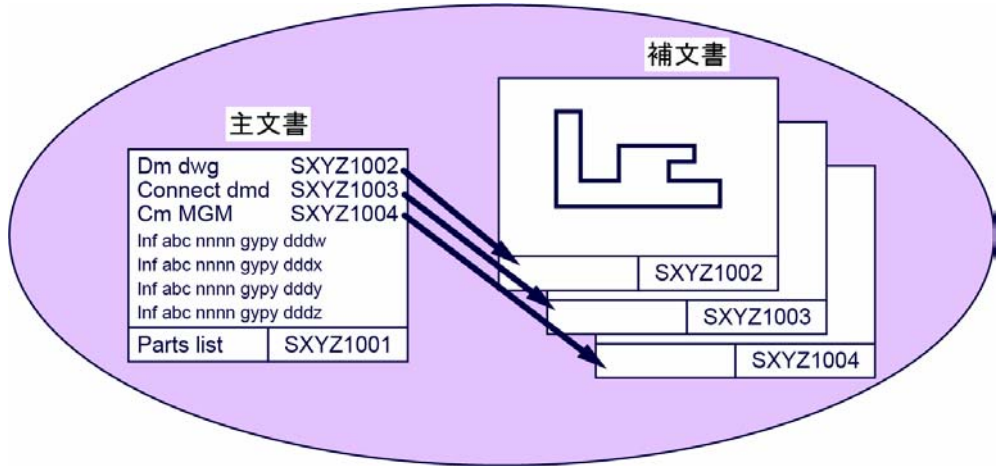 主文書
Dm dwg SXYZ1002
Connect dmd SXYZ1003
Cm MGM SXYZ1004
Inf abc nnnn gypy dddw
Inf abc nnnn gypy dddx
Inf abc nnnn gypy dddy
Inf abc nnnn gypy dddz
Parts list SXYZ1001
補文書
SXYZ1002
SXYZ1003
SXYZ1004